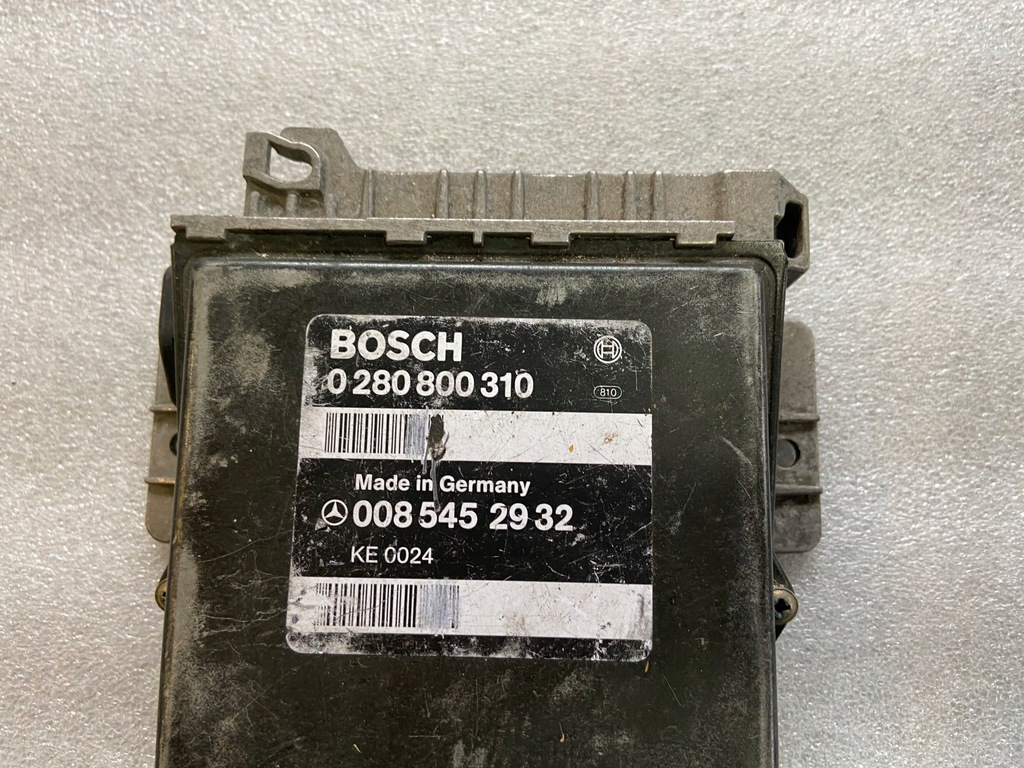 BOSCH
0 280 800 310
810
Made in Germany
008 545 29 32
KE 0024